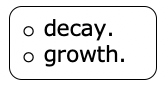 ○ decay.
○ growth.